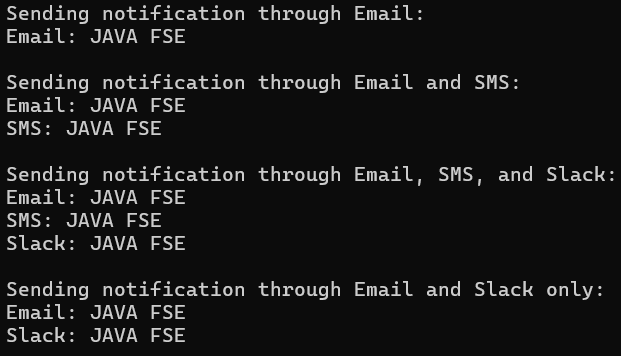 Sending notification through Email:
Email: JAVA FSE

Sending notification through Email and SMS:
Email: JAVA FSE
SMS: JAVA FSE

Sending notification through Email, SMS, and Slack:
Email: JAVA FSE
SMS: JAVA FSE
Slack: JAVA FSE

Sending notification through Email and Slack only:
Email: JAVA FSE
Slack: JAVA FSE